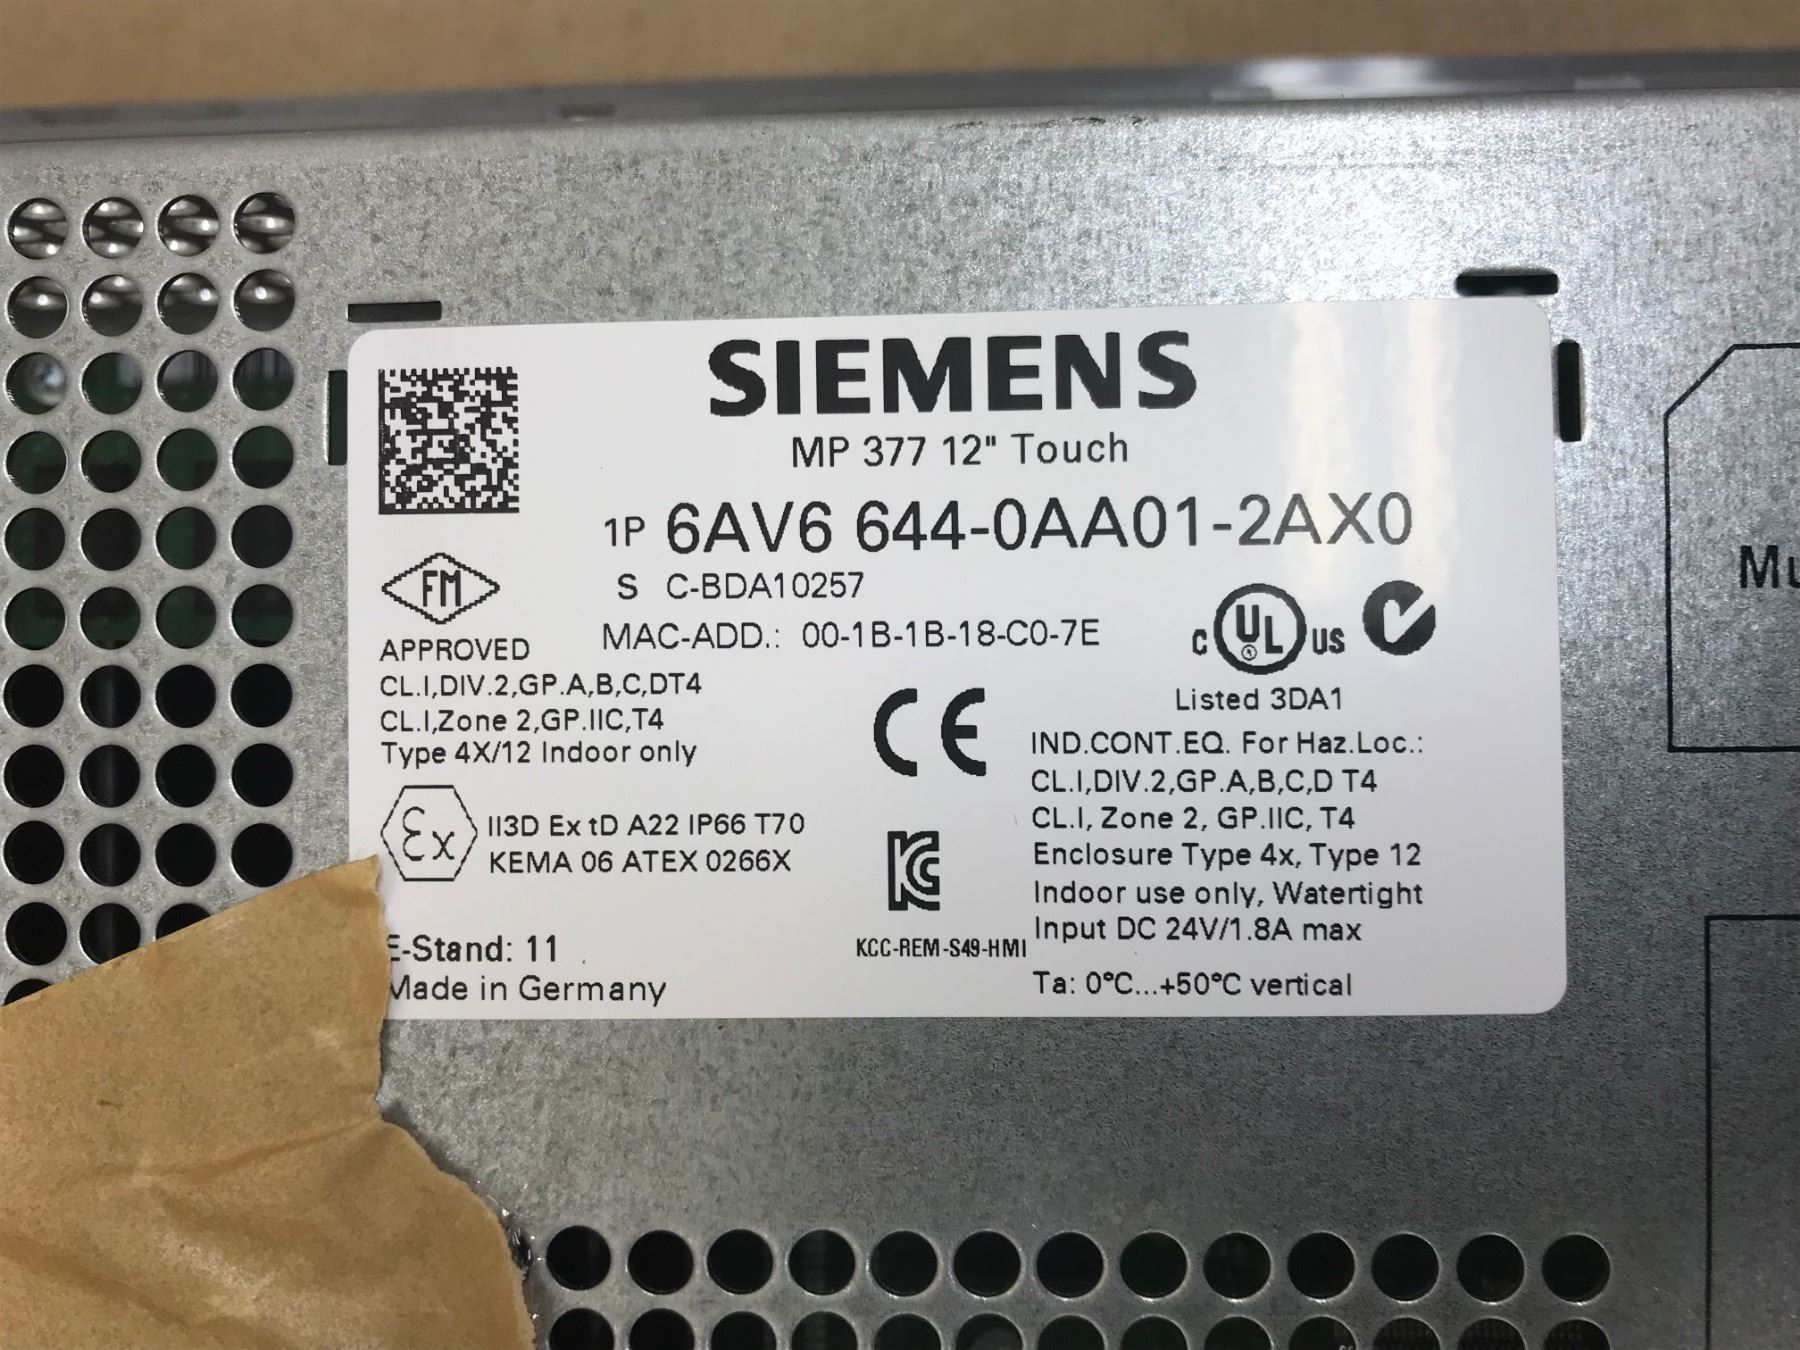 SIEMENS
MP 377 12" Touch
1P 6AV6 644-0AA01-2AX0
S C-BDA10257
MAC-ADD.: 00-1B-1B-18-C0-7E
FM
APPROVED
CL.I,DIV.2,GP.A,B,C,DT4
CL.I,Zone 2,GP.IIC,T4
Type 4X/12 Indoor only
Ex
II3D Ex tD A22 IP66 T70
KEMA 06 ATEX 0266X
E-Stand: 11
Made in Germany
CE
KC
KCC-REM-S49-HMI
C UL US
Listed 3DA1
IND.CONT.EQ. For Haz.Loc.:
CL.I,DIV.2,GP.A,B,C,D T4
CL.I, Zone 2, GP.IIC, T4
Enclosure Type 4x, Type 12
Indoor use only, Watertight
Input DC 24V/1.8A max
Ta: 0°C...+50°C vertical